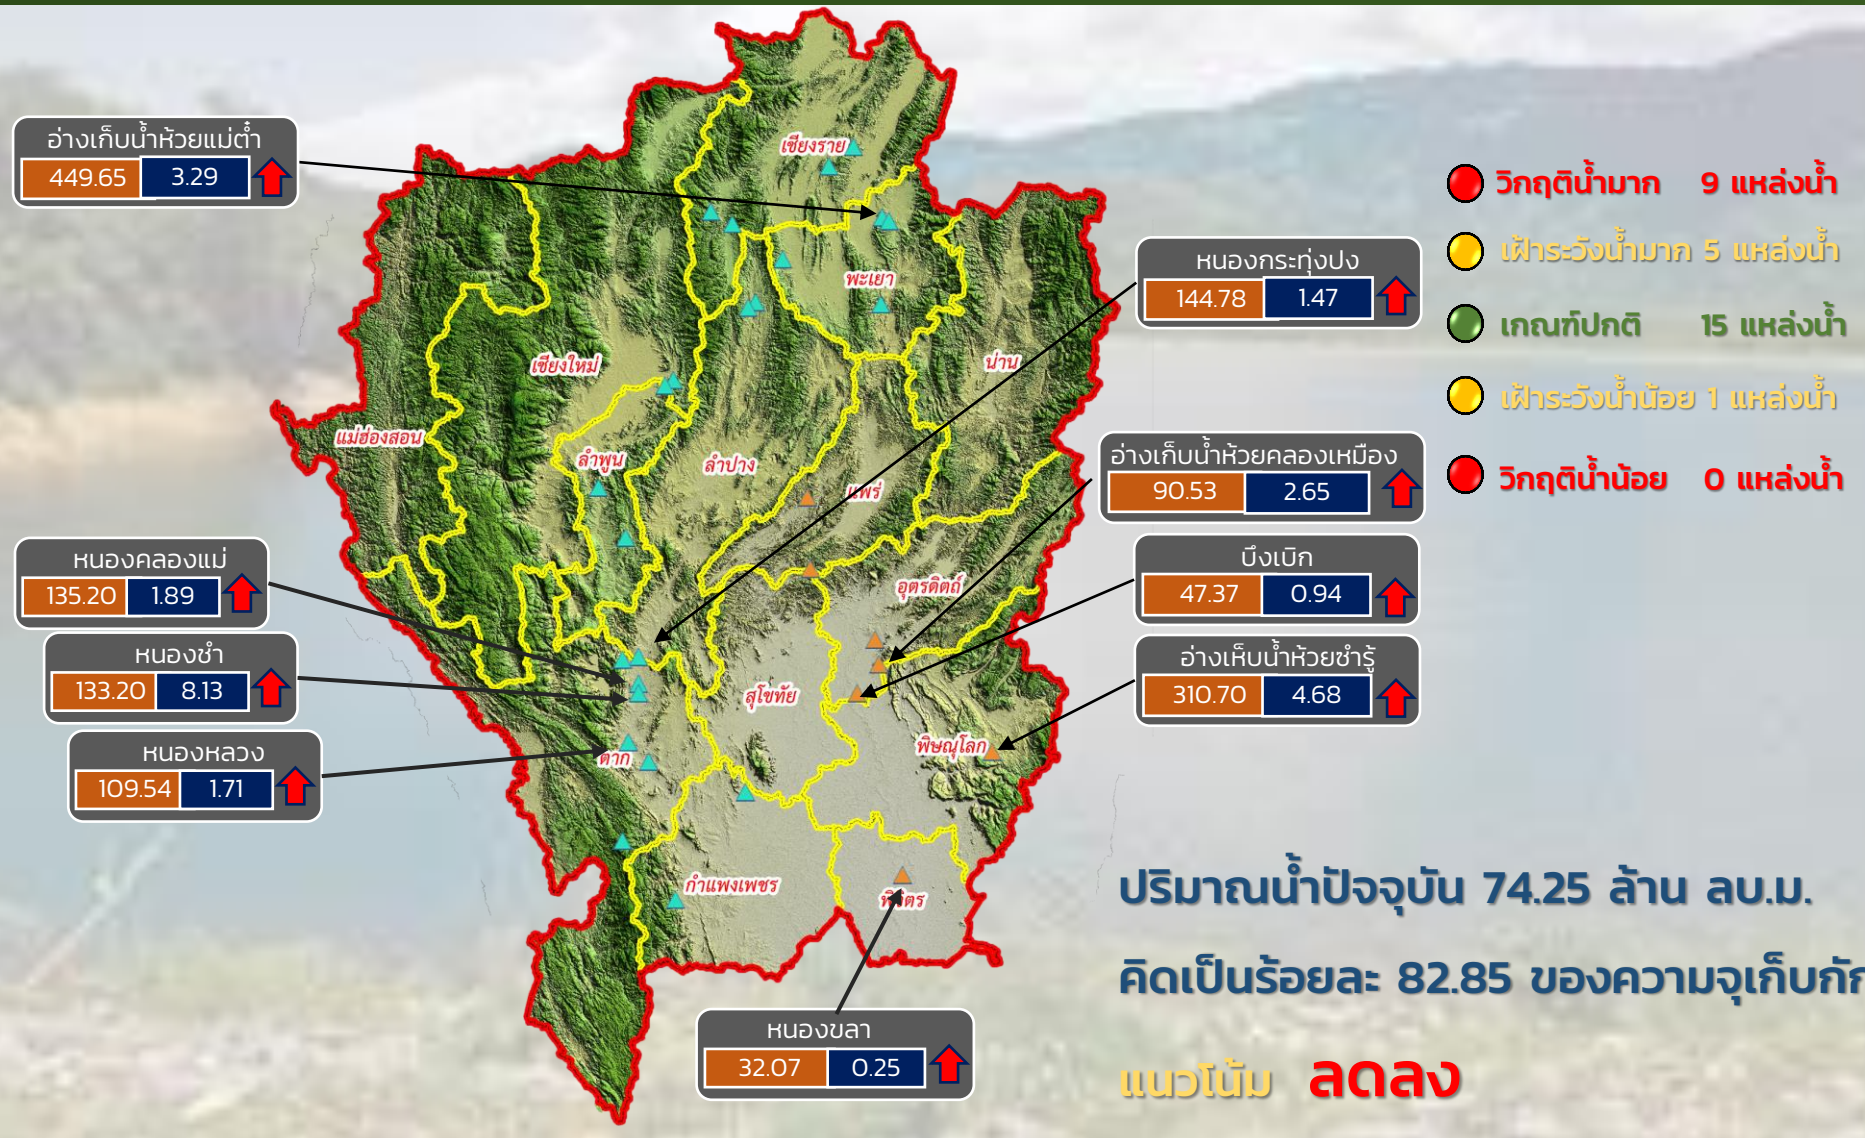 อ่างเก็บน้ำห้วยแม่ต๋ำ
449.65 3.29
หนองคลองแม่
135.20 1.89
หนองชำ
133.20 8.13
หนองหลวง
109.54 1.71
หนองขลา
32.07 0.25
หนองกระทุ่งปง
144.78 1.47
อ่างเก็บน้ำห้วยคลองเหมือง
90.53 2.65
บึงเบิก
47.37 0.94
อ่างเห็บน้ำห้วยซำรู้
310.70 4.68
เชียงราย
พะเยา
น่าน
เชียงใหม่
แม่ฮ่องสอน
ลำพูน
ลำปาง
แพร่
อุตรดิตถ์
สุโขทัย
ตาก
พิษณุโลก
กำแพงเพชร
พิจิตร
วิกฤติน้ำมาก 9 แหล่งน้ำ
เฝ้าระวังน้ำมาก 5 แหล่งน้ำ
เกณฑ์ปกติ 15 แหล่งน้ำ
เฝ้าระวังน้ำน้อย 1 แหล่งน้ำ
วิกฤติน้ำน้อย 0 แหล่งน้ำ
ปริมาณน้ำปัจจุบัน 74.25 ล้าน ลบ.ม.
คิดเป็นร้อยละ 82.85 ของความจุเก็บกัก
แนวโน้ม ลดลง